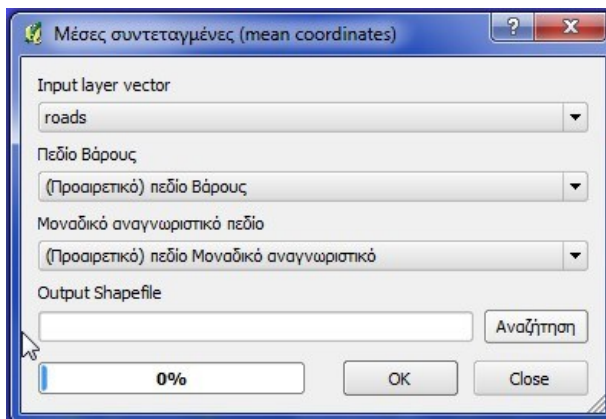 Μέσες συντεταγμένες (mean coordinates)
Input layer vector
roads
Πεδίο Βάρους
(Προαιρετικό) πεδίο Βάρους
Μοναδικό αναγνωριστικό πεδίο
(Προαιρετικό) πεδίο Μοναδικό αναγνωριστικό
Output Shapefile
Αναζήτηση
0% OK Close